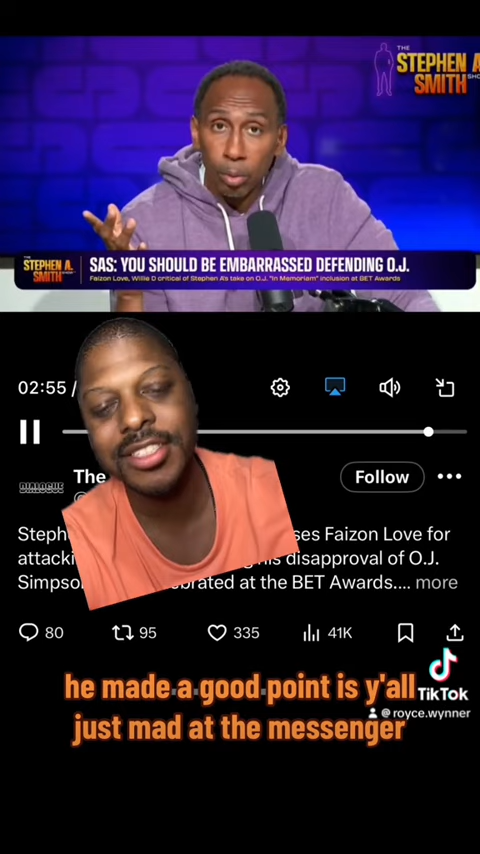 THE
STEPHEN A
SMITH
STEPHEN A.
SMITH
SAS: YOU SHOULD BE EMBARRASSED DEFENDING O.J.
Faizon Love, Willie D critical of Stephen A's take on O.J. "In Memoriam" inclusion at BET Awards
02:55 /
DIALOGUE
The
Follow
Steph ses Faizon Love for
attacki g his disapproval of O.J.
Simpso ebrated at the BET Awards.... more
80
95
335
41K
he made a good point is y'all
just mad at the messenger
TikTok
@royce.wynner